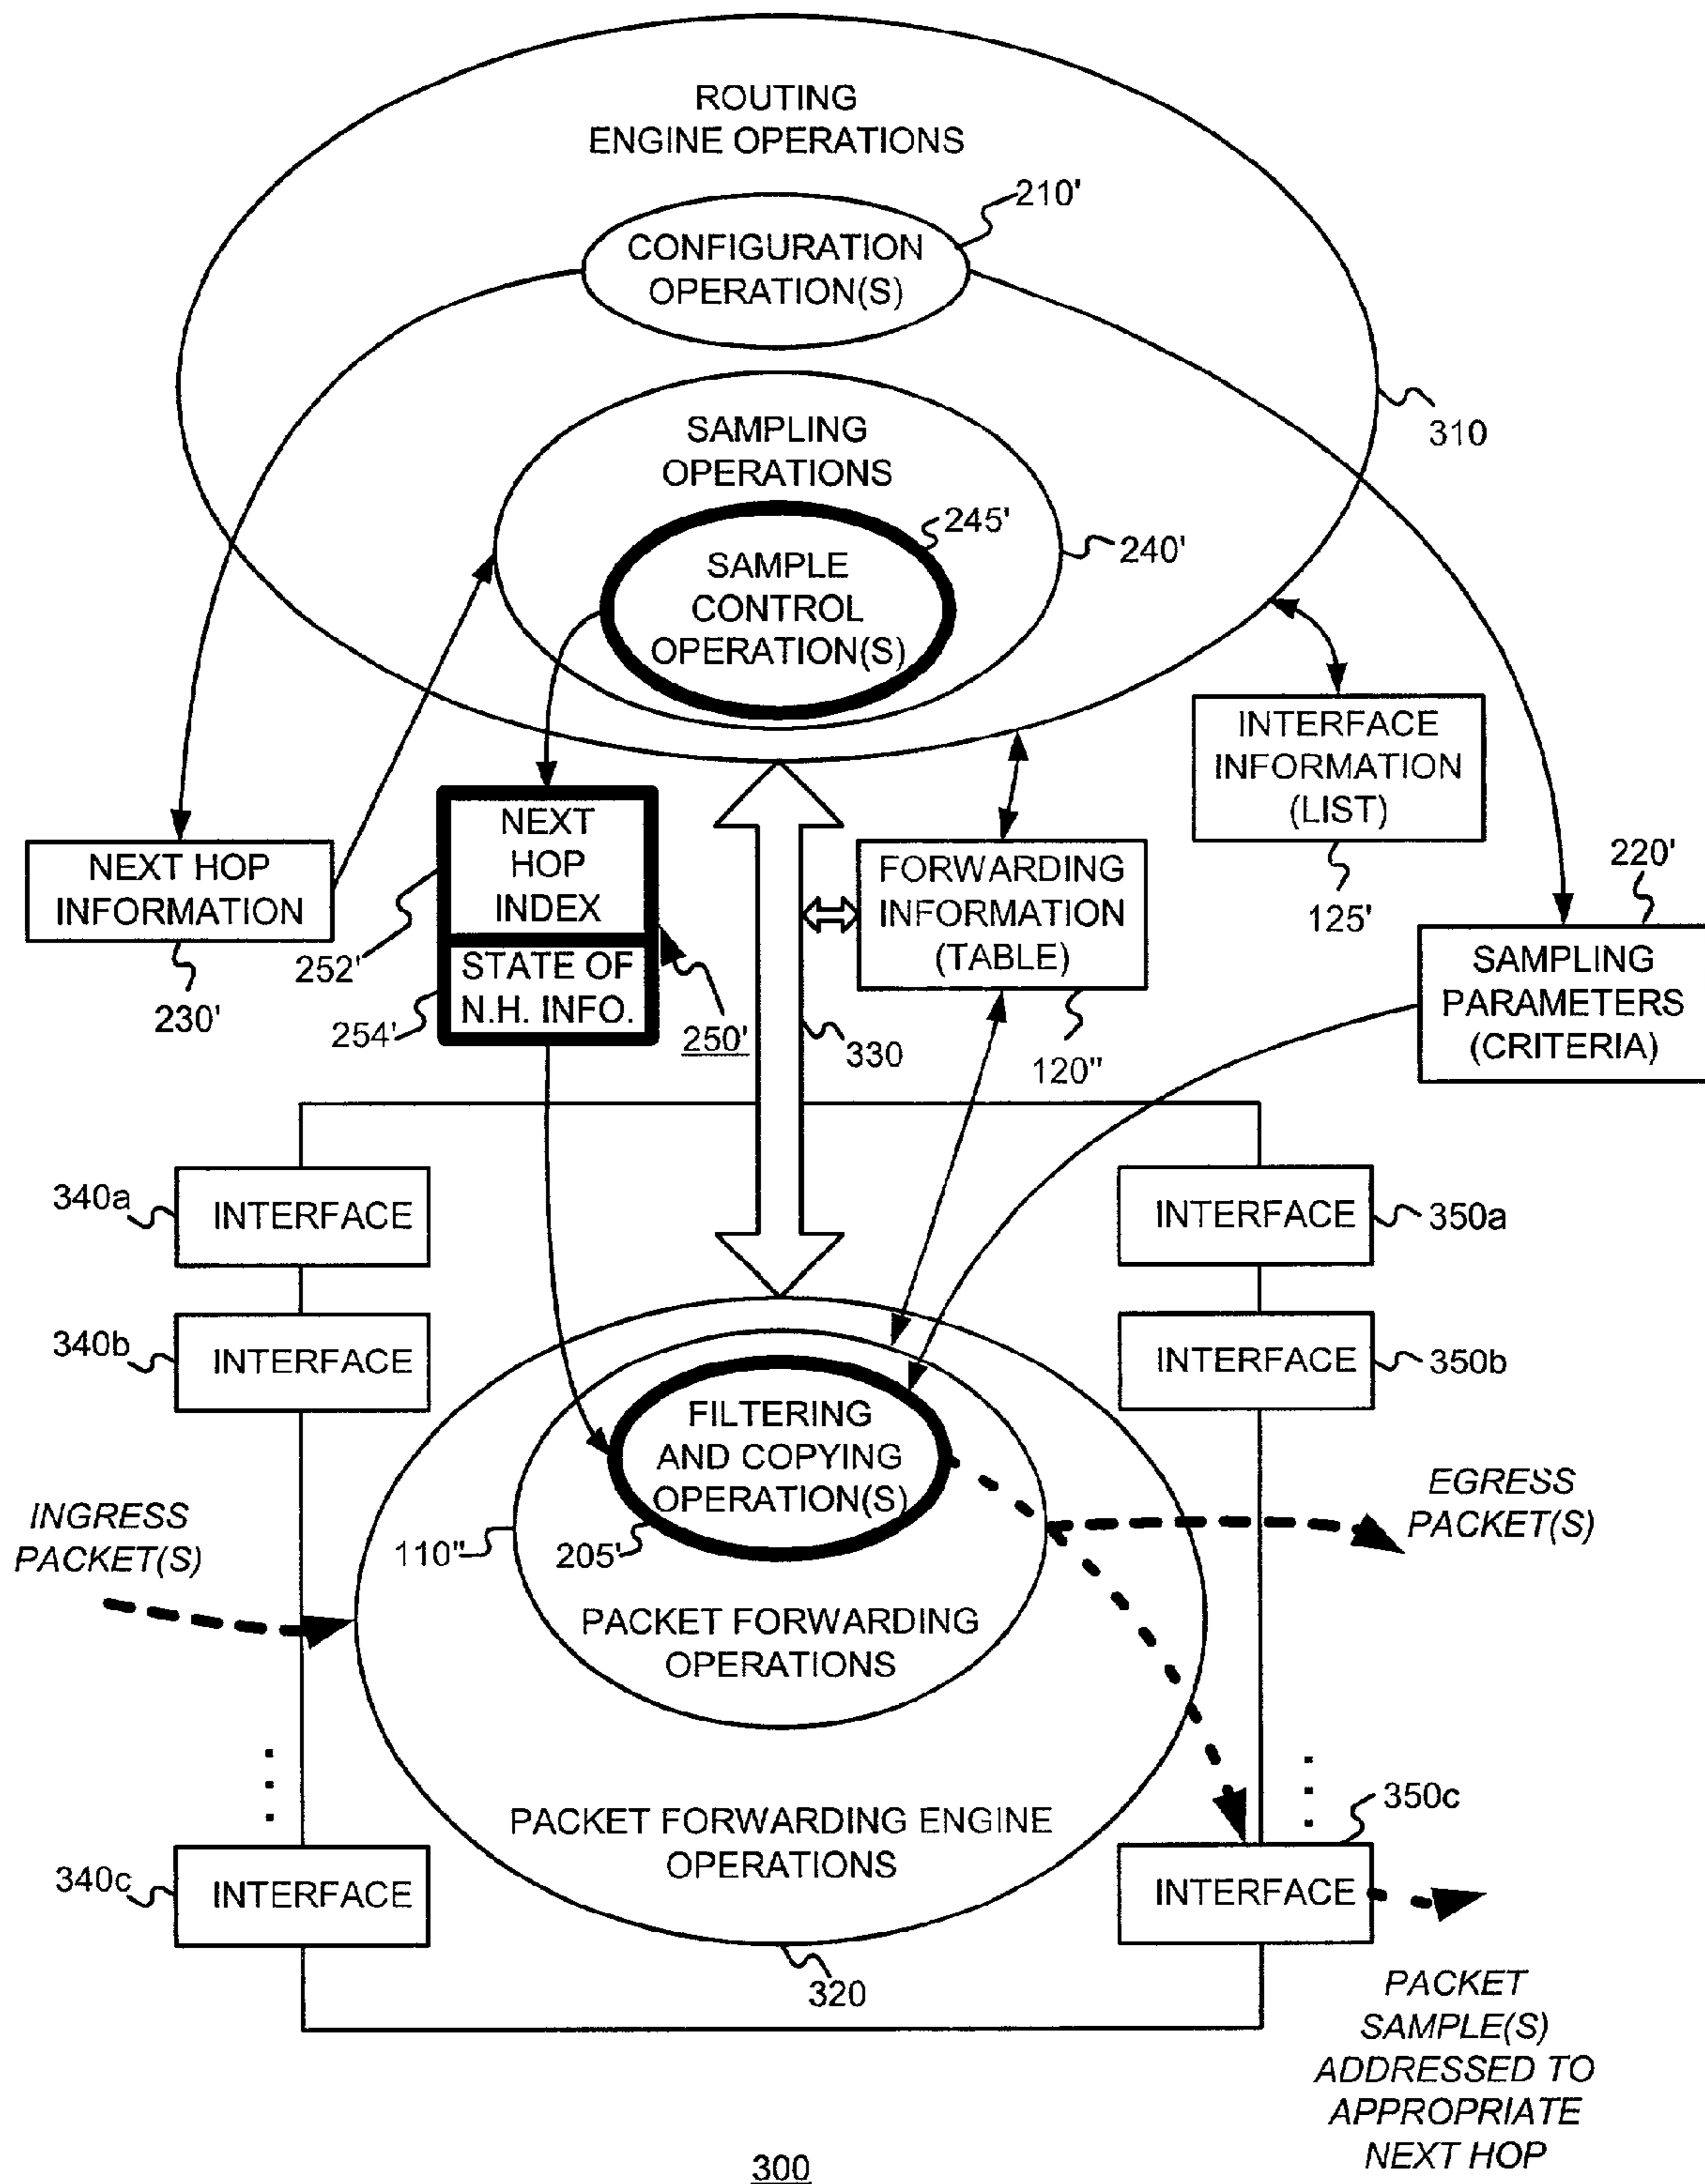 ROUTING
ENGINE OPERATIONS
210'
CONFIGURATION
OPERATION(S)
310
SAMPLING
OPERATIONS
245'
240'
SAMPLE
CONTROL
OPERATION(S)
INTERFACE
INFORMATION
(LIST)
125'
NEXT HOP
INFORMATION
230'
NEXT
HOP
INDEX
252'
STATE OF
N.H. INFO.
254'
250'
330
FORWARDING
INFORMATION
(TABLE)
120"
220'
SAMPLING
PARAMETERS
(CRITERIA)
340a
INTERFACE
INTERFACE
350a
340b
INTERFACE
INTERFACE
350b
FILTERING
AND COPYING
OPERATION(S)
INGRESS
PACKET(S)
110"
205'
EGRESS
PACKET(S)
PACKET FORWARDING
OPERATIONS
PACKET FORWARDING ENGINE
OPERATIONS
340c
INTERFACE
350c
INTERFACE
320
PACKET
SAMPLE(S)
ADDRESSED TO
APPROPRIATE
NEXT HOP
300